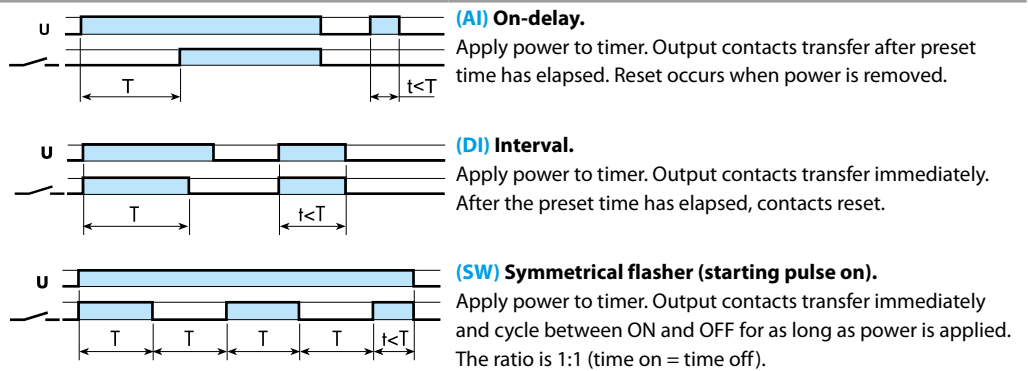 U
T
t<T
(AI) On-delay.
Apply power to timer. Output contacts transfer after preset
time has elapsed. Reset occurs when power is removed.
U
T
t<T
(DI) Interval.
Apply power to timer. Output contacts transfer immediately.
After the preset time has elapsed, contacts reset.
U
T T T T t<T
(SW) Symmetrical flasher (starting pulse on).
Apply power to timer. Output contacts transfer immediately
and cycle between ON and OFF for as long as power is applied.
The ratio is 1:1 (time on = time off).